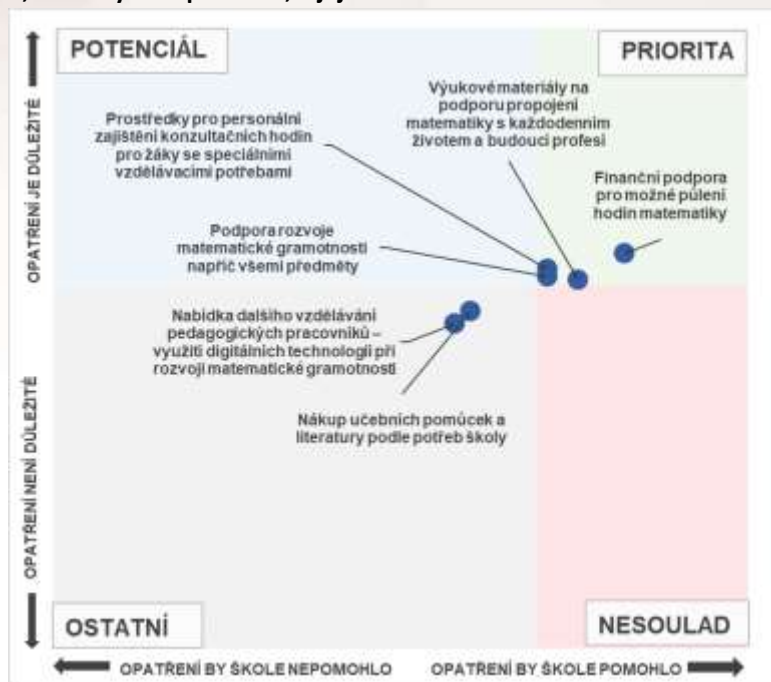 POTENCIÁL
PRIORITA
Výukové materiály na
podporu propojení
matematiky s každodenním
životem a budoucí profesí
Prostředky pro personální
zajištění konzultačních hodin
pro žáky se speciálními
vzdělávacími potřebami
Finanční podpora
pro možné půlení
hodin matematiky
Podpora rozvoje
matematické gramotnosti
napříč všemi předměty
Nabídka dalšího vzdělávání
pedagogických pracovníků –
využití digitálních technologií při
rozvoji matematické gramotnosti
Nákup učebních pomůcek a
literatury podle potřeb školy
OPATŘENÍ JE DŮLEŽITÉ
OPATŘENÍ NENÍ DŮLEŽITÉ
OSTATNÍ
NESOULAD
OPATŘENÍ BY ŠKOLE NEPOMOHLO
OPATŘENÍ BY ŠKOLE POMOHLO